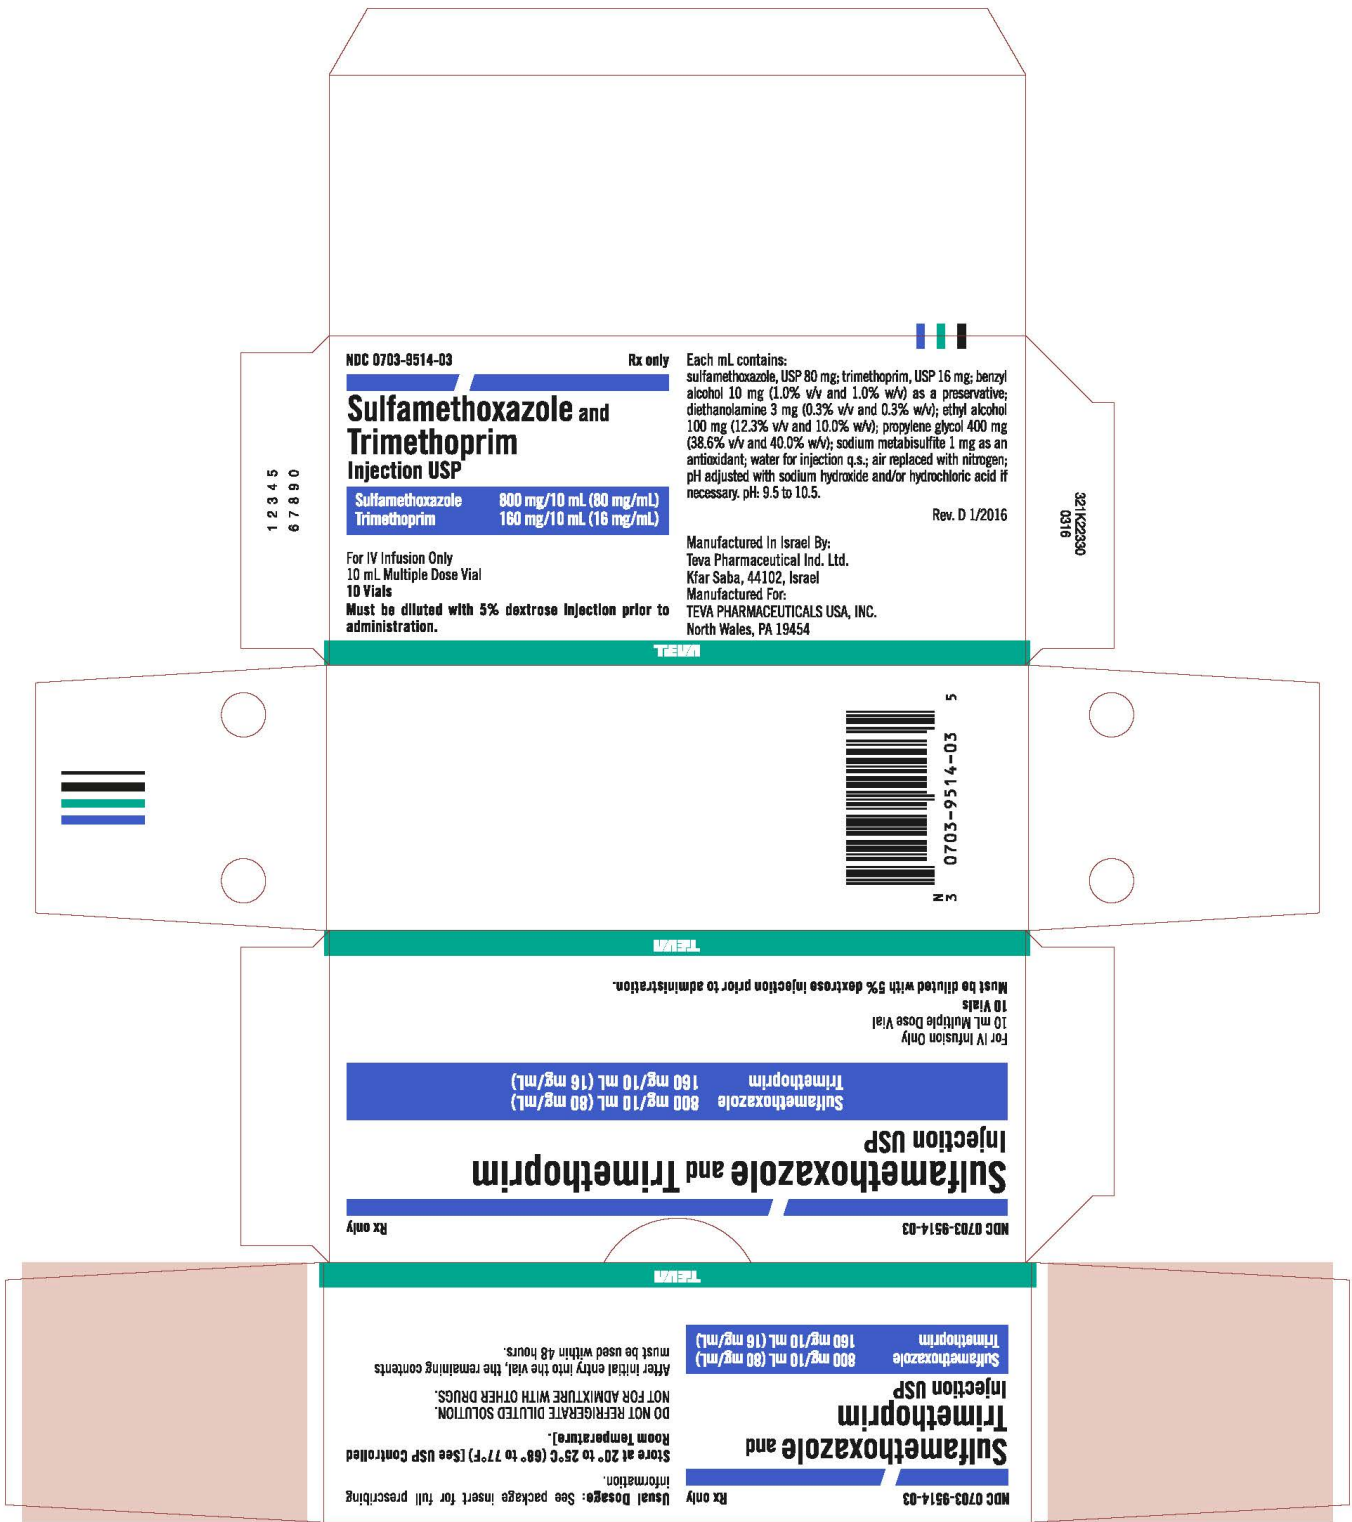 NDC 0703-9514-03 Rx only
Sulfamethoxazole and
Trimethoprim
Injection USP
Sulfamethoxazole 800 mg/10 mL (80 mg/mL)
Trimethoprim 160 mg/10 mL (16 mg/mL)
For IV Infusion Only
10 mL Multiple Dose Vial
10 Vials
Must be diluted with 5% dextrose injection prior to
administration.
Each mL contains:
sulfamethoxazole, USP 80 mg; trimethoprim, USP 16 mg; benzyl
alcohol 10 mg (1.0% v/v and 1.0% w/v) as a preservative;
diethanolamine 3 mg (0.3% v/v and 0.3% w/v); ethyl alcohol
100 mg (12.3% v/v and 10.0% w/v); propylene glycol 400 mg
(38.6% v/v and 40.0% w/v); sodium metabisulfite 1 mg as an
antioxidant; water for injection q.s.; air replaced with nitrogen;
pH adjusted with sodium hydroxide and/or hydrochloric acid if
necessary. pH: 9.5 to 10.5.
Rev. D 1/2016
Manufactured In Israel By:
Teva Pharmaceutical Ind. Ltd.
Kfar Saba, 44102, Israel
Manufactured For:
TEVA PHARMACEUTICALS USA, INC.
North Wales, PA 19454
1 2 3 4 5
6 7 8 9 0
321K22330
0316
TEVA
N
3 0703-9514-03 5
TEVA
NDC 0703-9514-03 Rx only
Sulfamethoxazole and Trimethoprim
Injection USP
Sulfamethoxazole 800 mg/10 mL (80 mg/mL)
Trimethoprim 160 mg/10 mL (16 mg/mL)
For IV Infusion Only
10 mL Multiple Dose Vial
10 Vials
Must be diluted with 5% dextrose injection prior to administration.
TEVA
NDC 0703-9514-03 Rx only
Sulfamethoxazole and
Trimethoprim
Injection USP
Sulfamethoxazole 800 mg/10 mL (80 mg/mL)
Trimethoprim 160 mg/10 mL (16 mg/mL)
Usual Dosage: See package insert for full prescribing
information.
Store at 20° to 25°C (68° to 77°F) [See USP Controlled
Room Temperature].
DO NOT REFRIGERATE DILUTED SOLUTION.
NOT FOR ADMIXTURE WITH OTHER DRUGS.
After initial entry into the vial, the remaining contents
must be used within 48 hours.